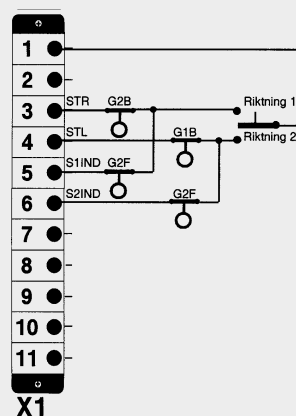 1
2
3 STR G2B Riktning 1
4 STL G1B Riktning 2
5 S1IND G2F
6 S2IND G2F
7
8
9
10
11
X1